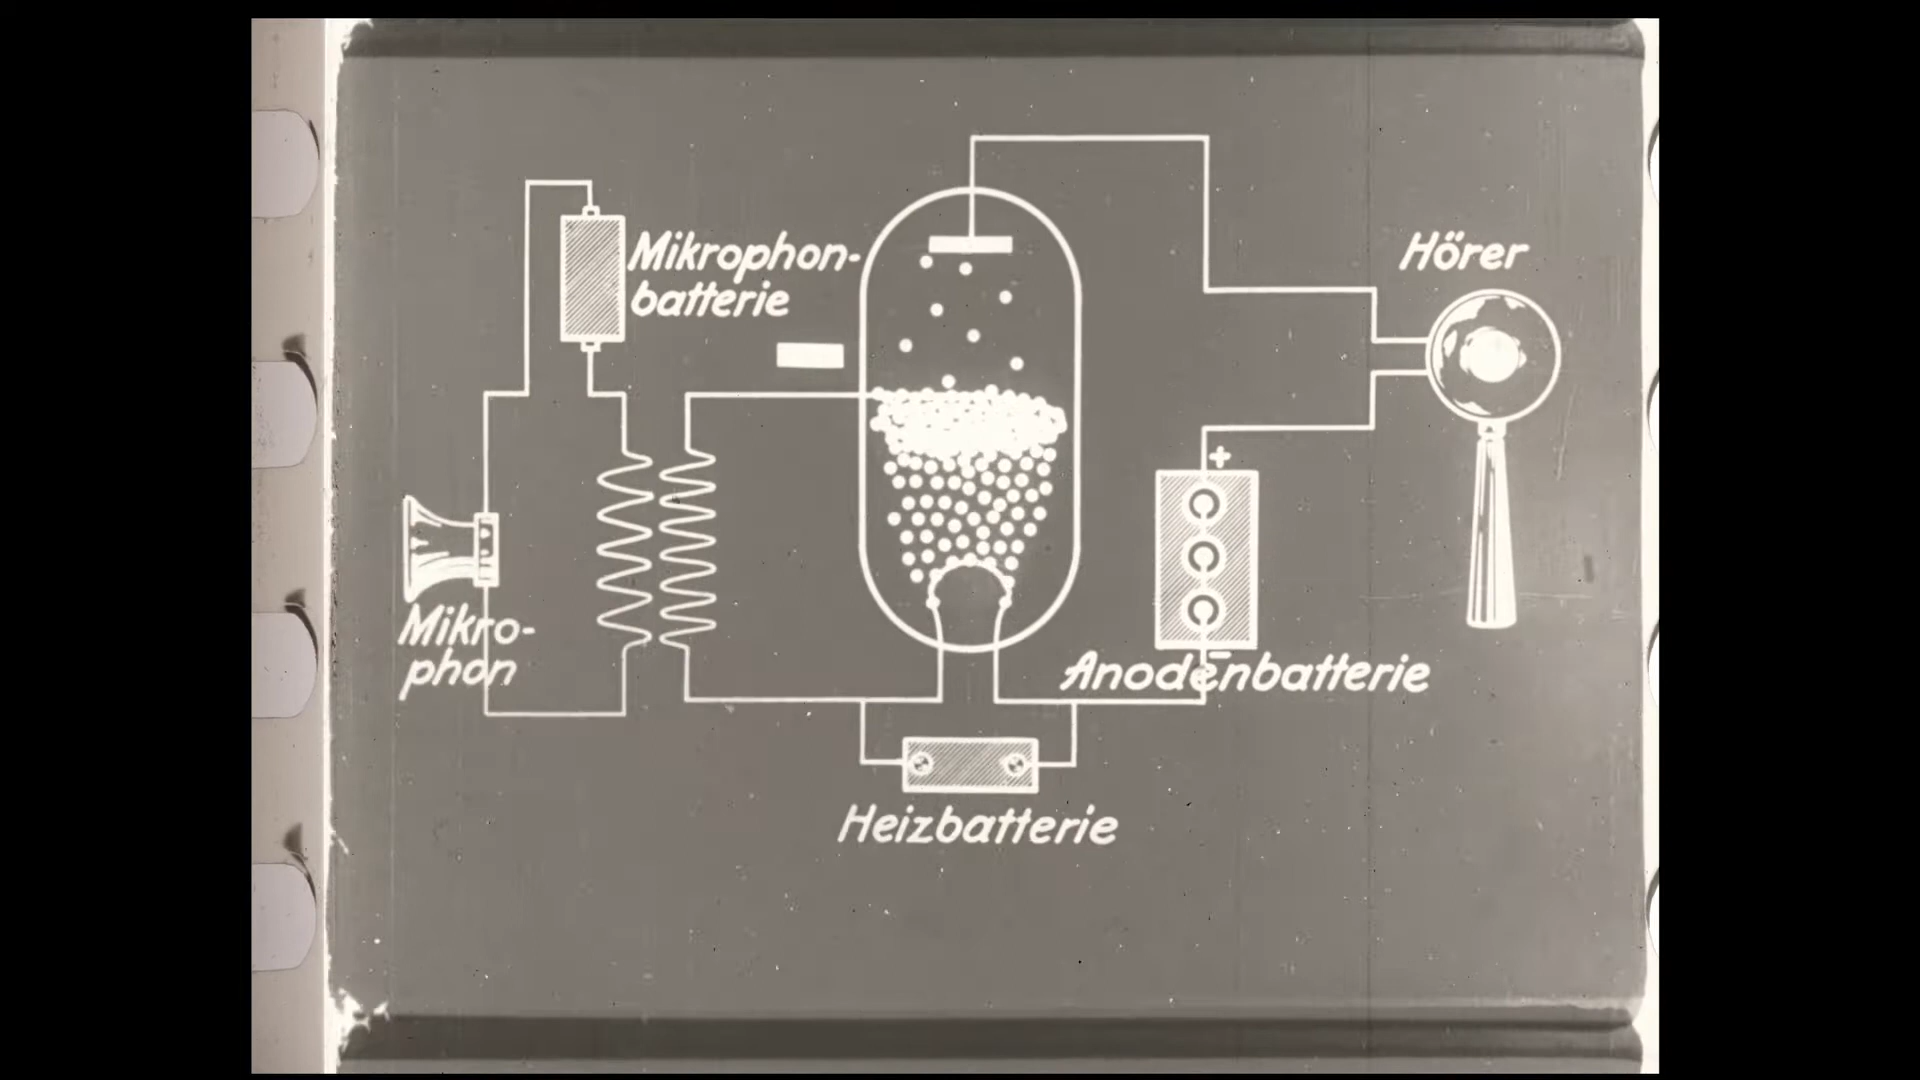 Mikrophon-
batterie
Hörer
+
Mikro-
phon
-
Anodenbatterie
Heizbatterie